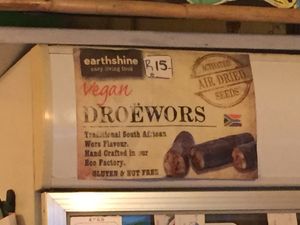 earthshine
easy living food
R15.
Vegan
ACTIVATED
AIR DRIED
SEEDS
DROËWORS
Traditional South African
Wors Flavour.
Hand Crafted in our
Eco Factory.
GLUTEN & NUT FREE